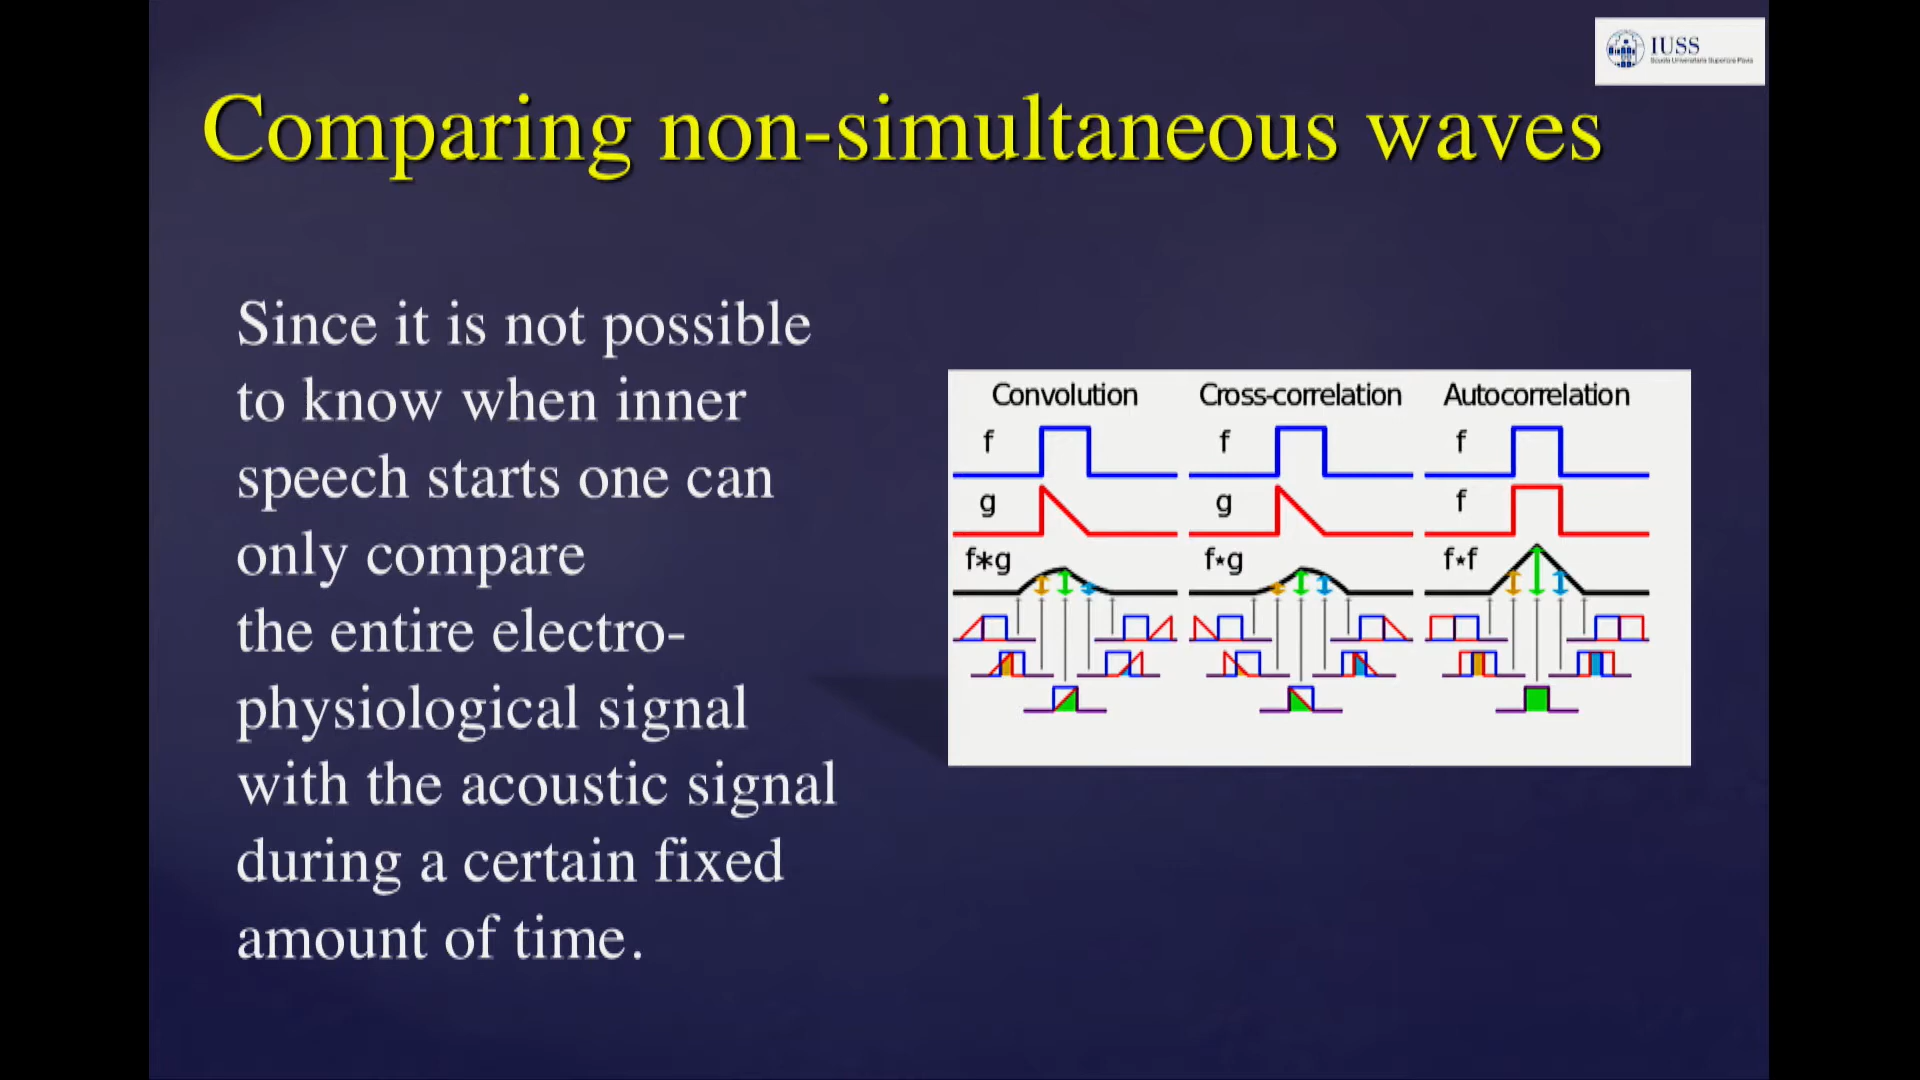 IUSS
Scuola Universitaria Superiore Pavia
Comparing non-simultaneous waves
Since it is not possible
to know when inner
speech starts one can
only compare
the entire electro-
physiological signal
with the acoustic signal
during a certain fixed
amount of time.
Convolution Cross-correlation Autocorrelation
f f f
g g f
f∗g f⋆g f⋆f